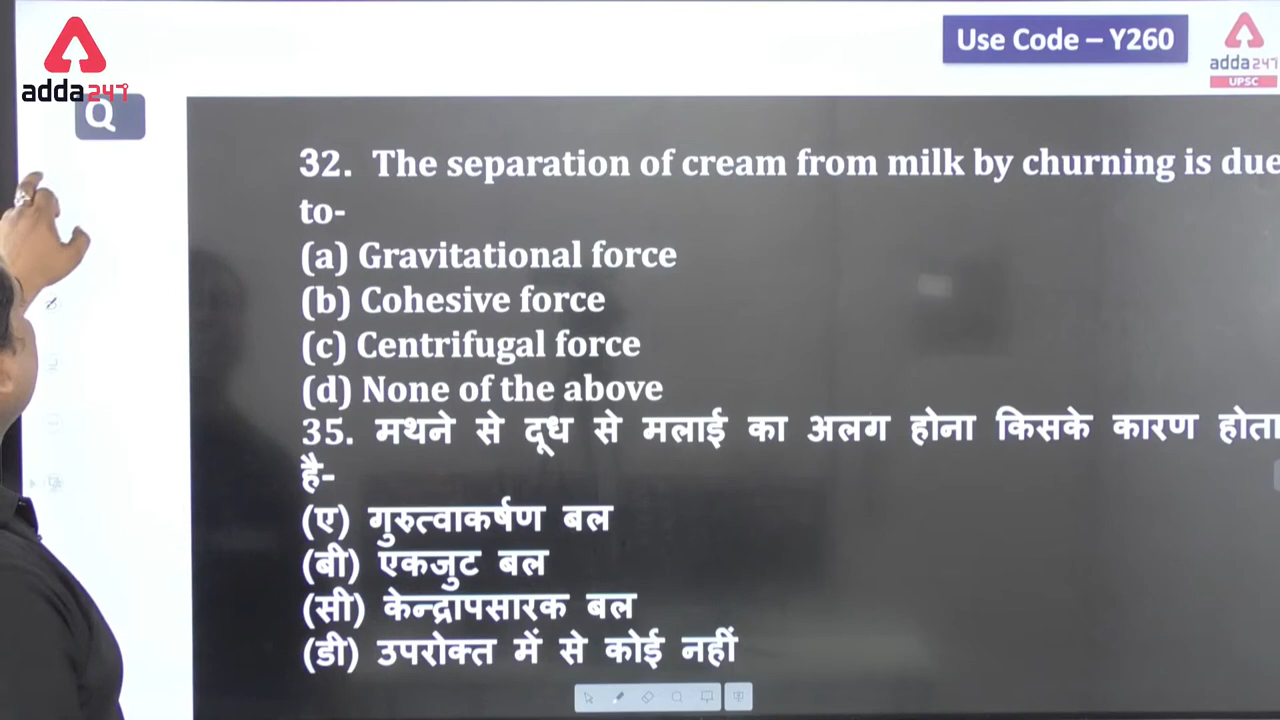 adda247
Use Code – Y260
adda247
UPSC
Q
32. The separation of cream from milk by churning is due
to-
(a) Gravitational force
(b) Cohesive force
(c) Centrifugal force
(d) None of the above
35. मथने से दूध से मलाई का अलग होना किसके कारण होता
है-
(ए) गुरुत्वाकर्षण बल
(बी) एकजुट बल
(सी) केन्द्रापसारक बल
(डी) उपरोक्त में से कोई नहीं